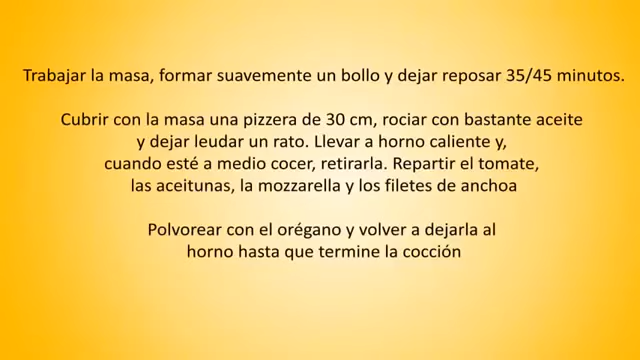 Trabajar la masa, formar suavemente un bollo y dejar reposar 35/45 minutos.
Cubrir con la masa una pizzera de 30 cm, rociar con bastante aceite
y dejar leudar un rato. Llevar a horno caliente y,
cuando esté a medio cocer, retirarla. Repartir el tomate,
las aceitunas, la mozzarella y los filetes de anchoa
Polvorear con el orégano y volver a dejarla al
horno hasta que termine la cocción